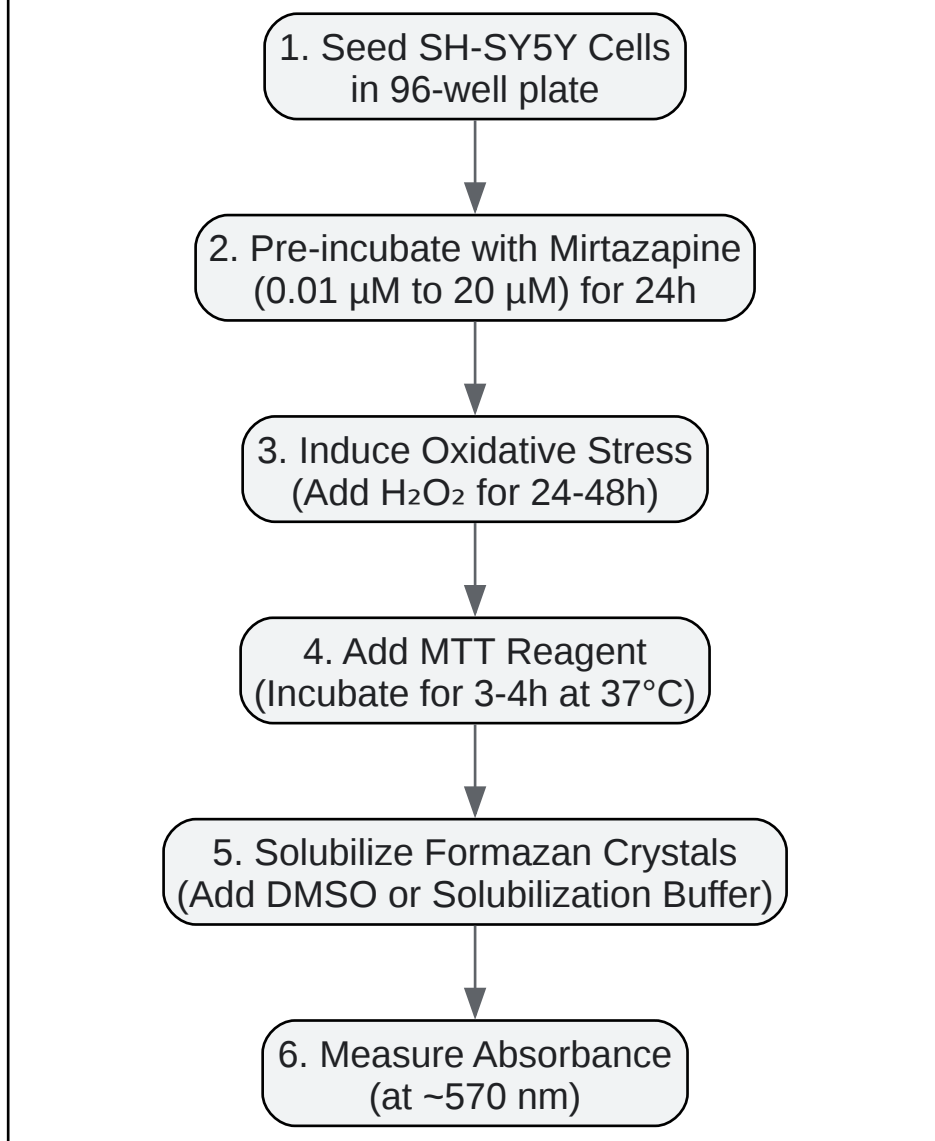 1. Seed SH-SY5Y Cells
in 96-well plate
2. Pre-incubate with Mirtazapine
(0.01 µM to 20 µM) for 24h
3. Induce Oxidative Stress
(Add H₂O₂ for 24-48h)
4. Add MTT Reagent
(Incubate for 3-4h at 37°C)
5. Solubilize Formazan Crystals
(Add DMSO or Solubilization Buffer)
6. Measure Absorbance
(at ~570 nm)